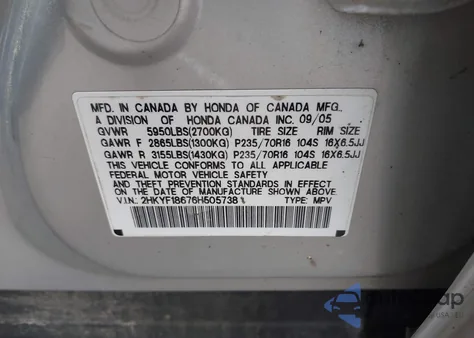 MFD. IN CANADA BY HONDA OF CANADA MFG.
A DIVISION OF HONDA CANADA INC. 09/05
GVWR 5950LBS(2700KG) TIRE SIZE RIM SIZE
GAWR F 2865LBS(1300KG) P235/70R16 104S 16X6.5JJ
GAWR R 3155LBS(1430KG) P235/70R16 104S 16X6.5JJ
THIS VEHICLE CONFORMS TO ALL APPLICABLE
FEDERAL MOTOR VEHICLE SAFETY
STANDARDS IN EFFECT ON THE
DATE OF MANUFACTURE SHOWN ABOVE.
V.I.N.: 2HKYF18676H505738 TYPE: MPV